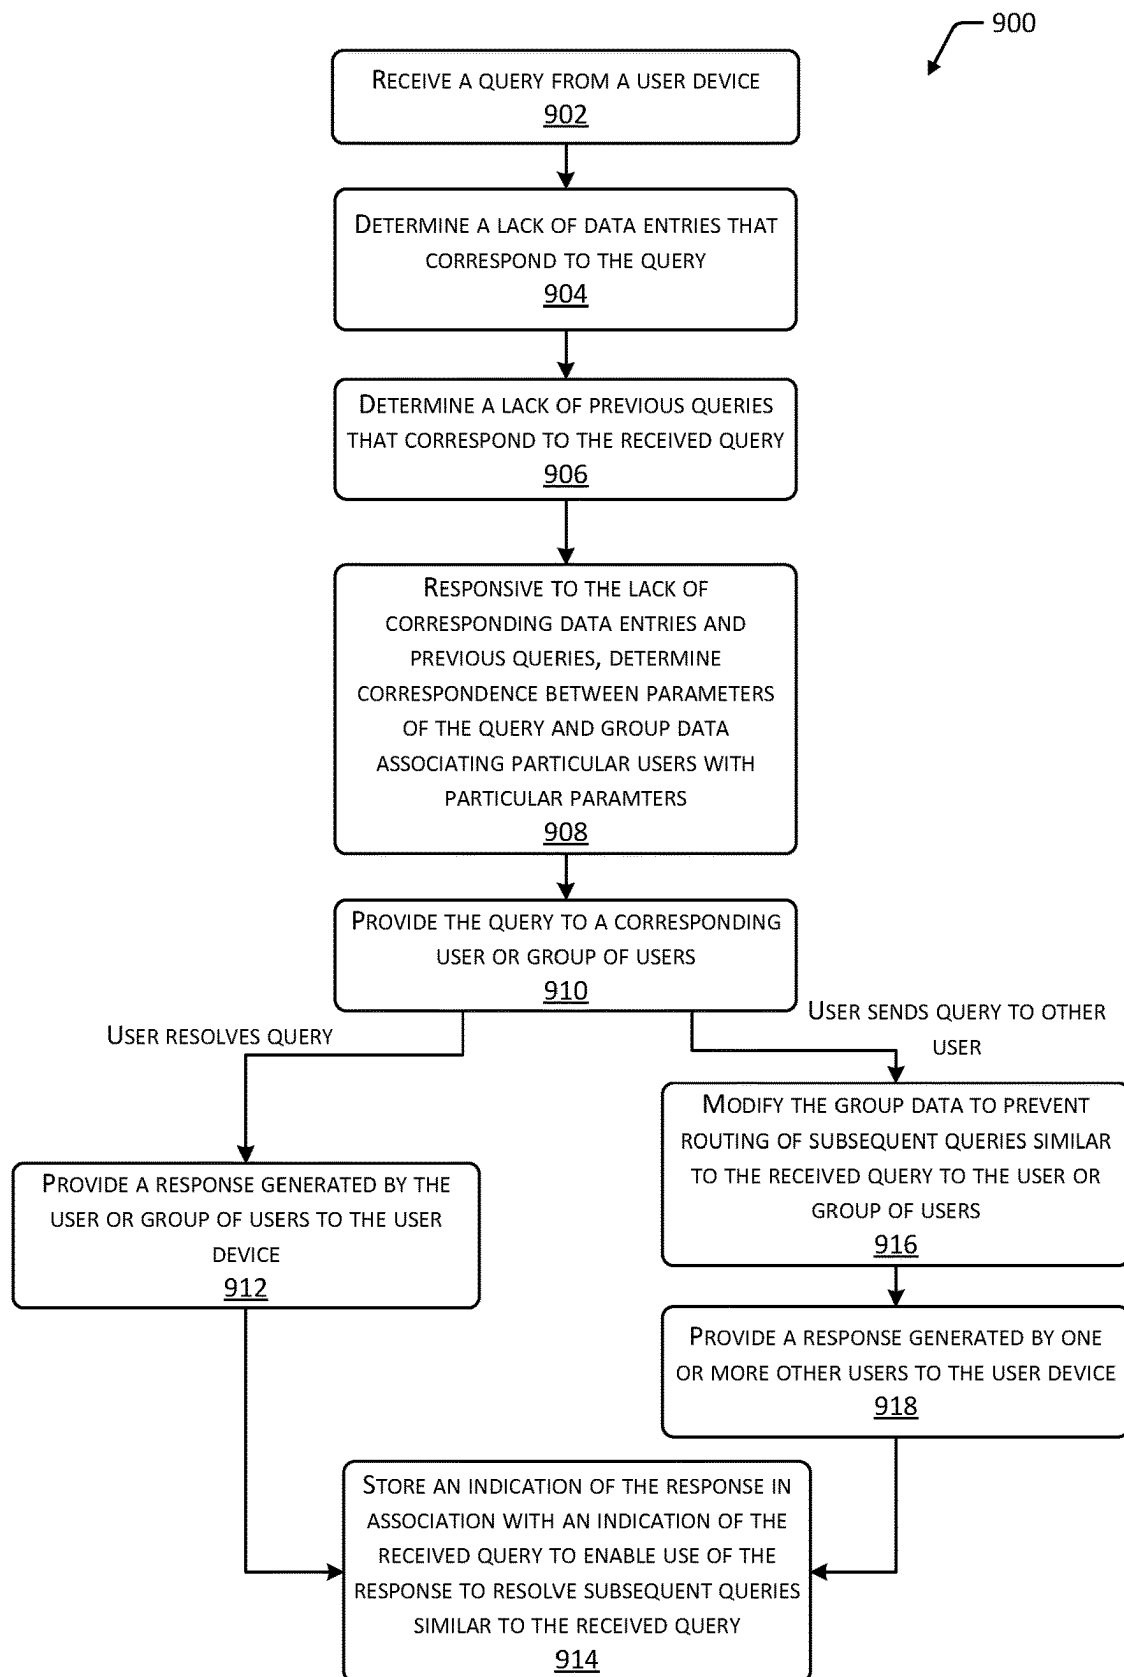 900
RECEIVE A QUERY FROM A USER DEVICE
902
DETERMINE A LACK OF DATA ENTRIES THAT
CORRESPOND TO THE QUERY
904
DETERMINE A LACK OF PREVIOUS QUERIES
THAT CORRESPOND TO THE RECEIVED QUERY
906
RESPONSIVE TO THE LACK OF
CORRESPONDING DATA ENTRIES AND
PREVIOUS QUERIES, DETERMINE
CORRESPONDENCE BETWEEN PARAMETERS
OF THE QUERY AND GROUP DATA
ASSOCIATING PARTICULAR USERS WITH
PARTICULAR PARAMTERS
908
PROVIDE THE QUERY TO A CORRESPONDING
USER OR GROUP OF USERS
910
USER RESOLVES QUERY
USER SENDS QUERY TO OTHER
USER
PROVIDE A RESPONSE GENERATED BY THE
USER OR GROUP OF USERS TO THE USER
DEVICE
912
MODIFY THE GROUP DATA TO PREVENT
ROUTING OF SUBSEQUENT QUERIES SIMILAR
TO THE RECEIVED QUERY TO THE USER OR
GROUP OF USERS
916
PROVIDE A RESPONSE GENERATED BY ONE
OR MORE OTHER USERS TO THE USER DEVICE
918
STORE AN INDICATION OF THE RESPONSE IN
ASSOCIATION WITH AN INDICATION OF THE
RECEIVED QUERY TO ENABLE USE OF THE
RESPONSE TO RESOLVE SUBSEQUENT QUERIES
SIMILAR TO THE RECEIVED QUERY
914